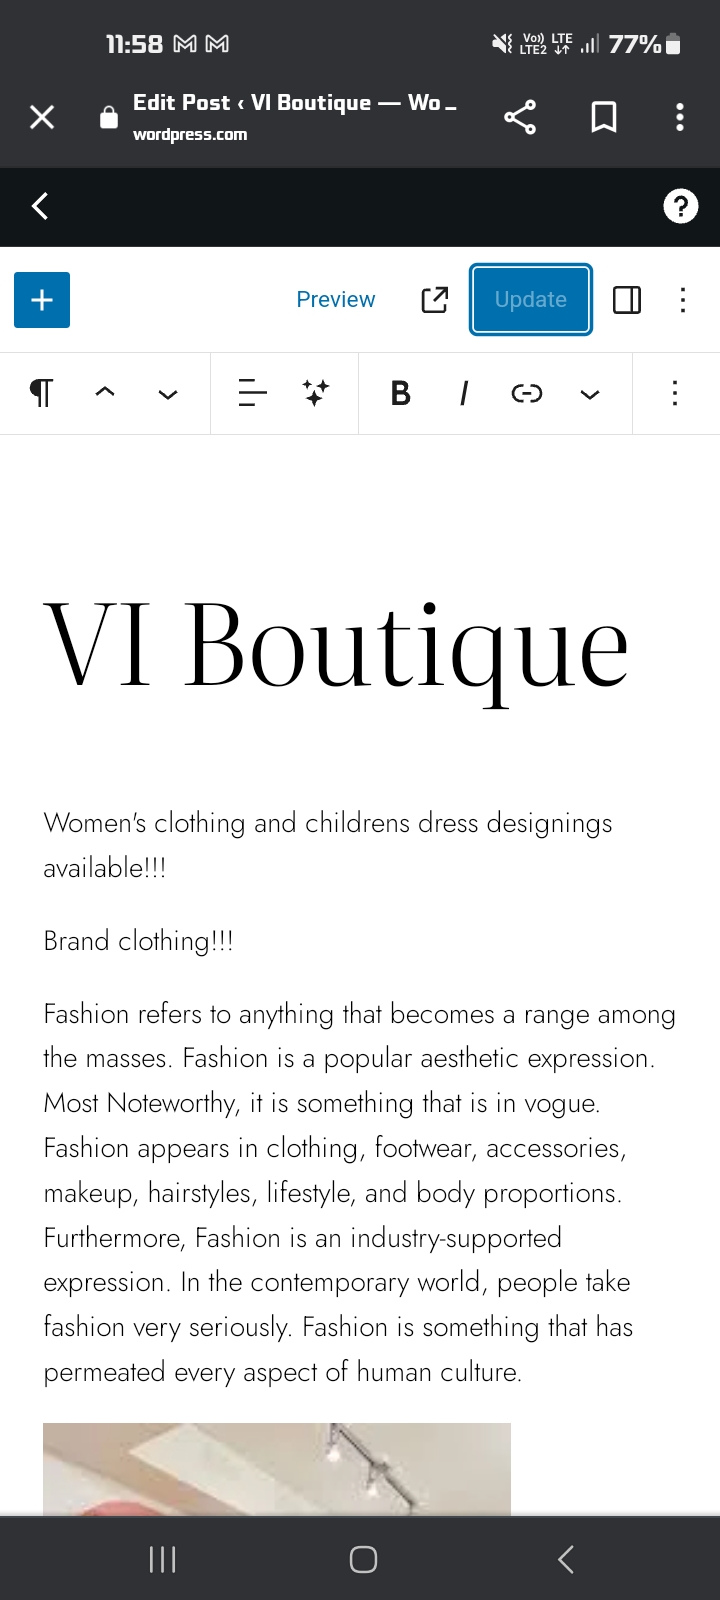 11:58
Vo)) LTE
LTE2
77%
Edit Post ‹ VI Boutique — Wo
wordpress.com
?
Preview
Update
B I
VI Boutique
Women's clothing and childrens dress designings
available!!!
Brand clothing!!!
Fashion refers to anything that becomes a range among
the masses. Fashion is a popular aesthetic expression.
Most Noteworthy, it is something that is in vogue.
Fashion appears in clothing, footwear, accessories,
makeup, hairstyles, lifestyle, and body proportions.
Furthermore, Fashion is an industry-supported
expression. In the contemporary world, people take
fashion very seriously. Fashion is something that has
permeated every aspect of human culture.